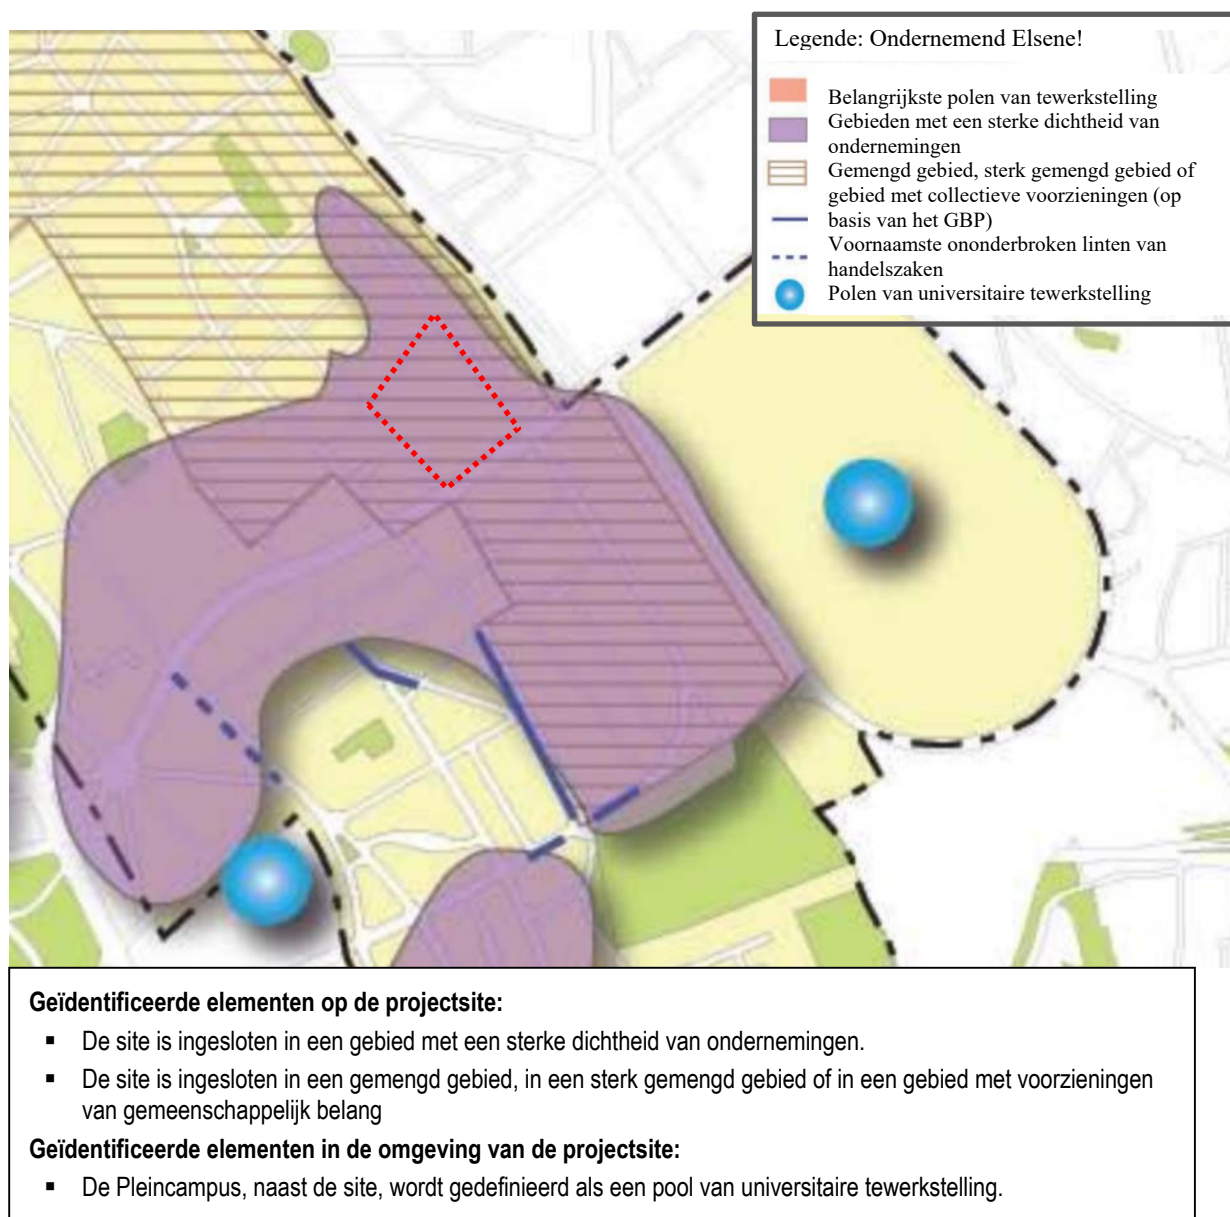 Legende: Ondernemend Elsene!
Belangrijkste polen van tewerkstelling
Gebieden met een sterke dichtheid van
ondernemingen
Gemengd gebied, sterk gemengd gebied of
gebied met collectieve voorzieningen (op
basis van het GBP)
Voornaamste ononderbroken linten van
handelszaken
Polen van universitaire tewerkstelling
Geïdentificeerde elementen op de projectsite:
▪ De site is ingesloten in een gebied met een sterke dichtheid van ondernemingen.
▪ De site is ingesloten in een gemengd gebied, in een sterk gemengd gebied of in een gebied met voorzieningen
van gemeenschappelijk belang
Geïdentificeerde elementen in de omgeving van de projectsite:
▪ De Pleincampus, naast de site, wordt gedefinieerd als een pool van universitaire tewerkstelling.